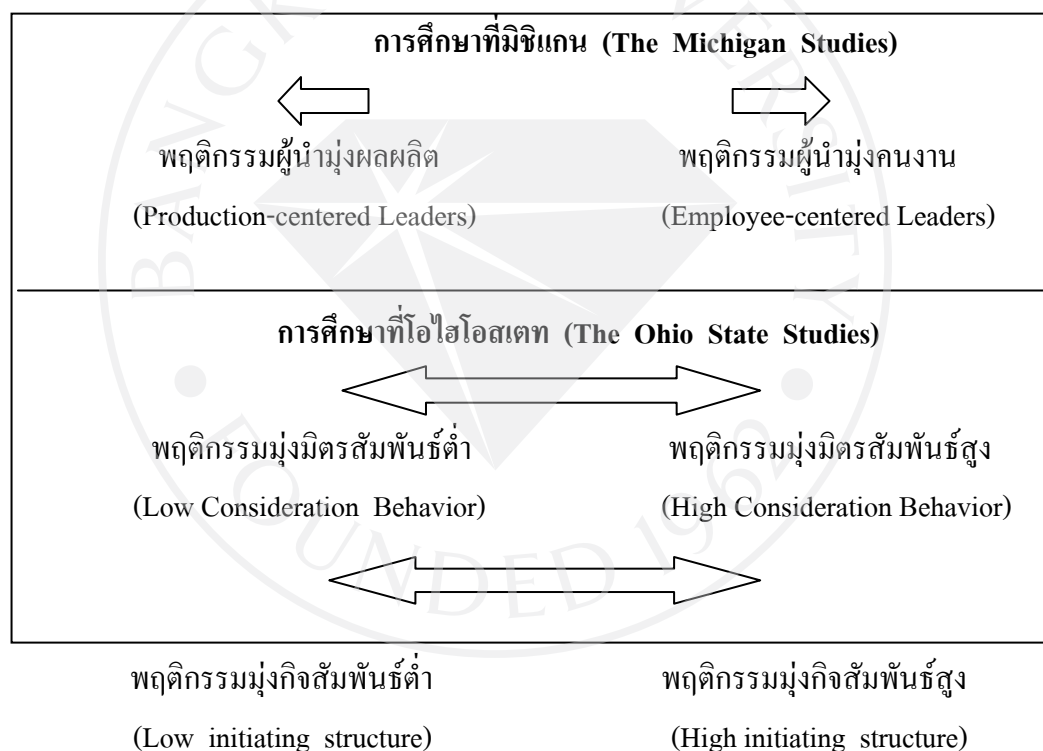 การศึกษาที่มิชิแกน (The Michigan Studies)
พฤติกรรมผู้นำมุ่งผลผลิต พฤติกรรมผู้นำมุ่งคนงาน
(Production-centered Leaders) (Employee-centered Leaders)
การศึกษาที่โอไฮโอสเตท (The Ohio State Studies)
พฤติกรรมมุ่งมิตรสัมพันธ์ต่ำ พฤติกรรมมุ่งมิตรสัมพันธ์สูง
(Low Consideration Behavior) (High Consideration Behavior)
พฤติกรรมมุ่งกิจสัมพันธ์ต่ำ พฤติกรรมมุ่งกิจสัมพันธ์สูง
(Low initiating structure) (High initiating structure)
FOUNDED 1962